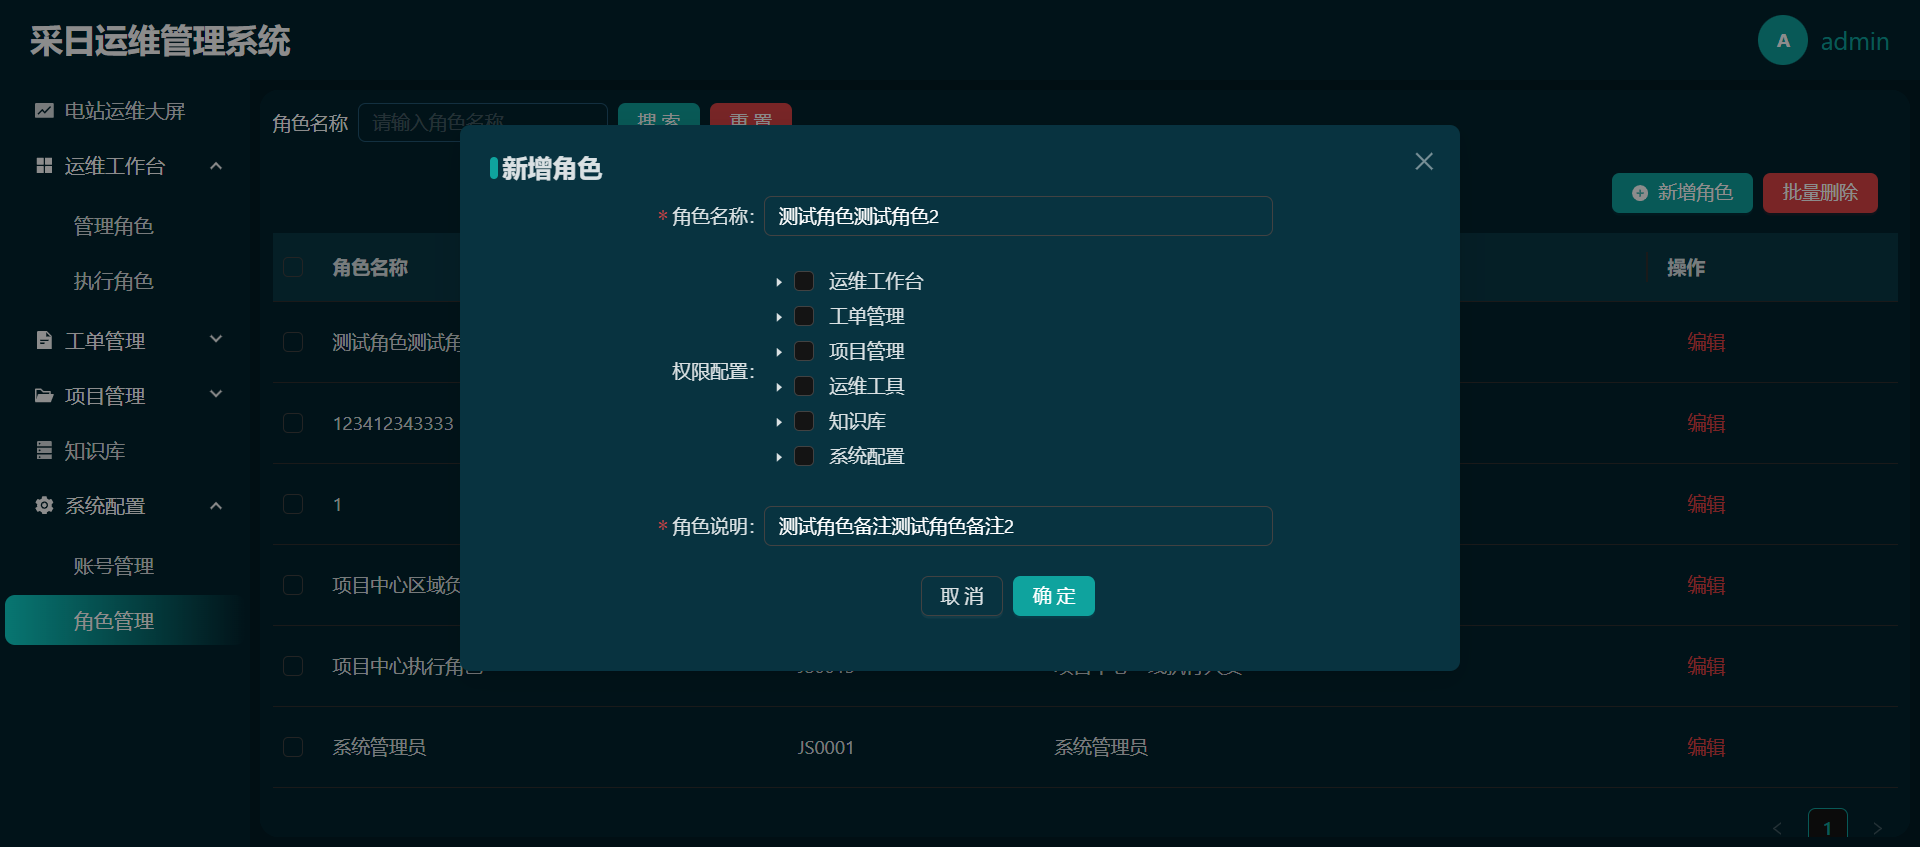 采日运维管理系统
A admin
电站运维大屏
运维工作台
管理角色
执行角色
工单管理
项目管理
知识库
系统配置
账号管理
角色管理
角色名称 请输入角色名称 搜索 重置
新增角色 批量删除
角色名称 操作
测试角色测试角 编辑
123412343333 编辑
1 编辑
项目中心区域负 编辑
项目中心执行角色 编辑
系统管理员 JS0001 系统管理员 编辑
1
新增角色
*角色名称: 测试角色测试角色2
权限配置:
运维工作台
工单管理
项目管理
运维工具
知识库
系统配置
*角色说明: 测试角色备注测试角色备注2
取消 确定